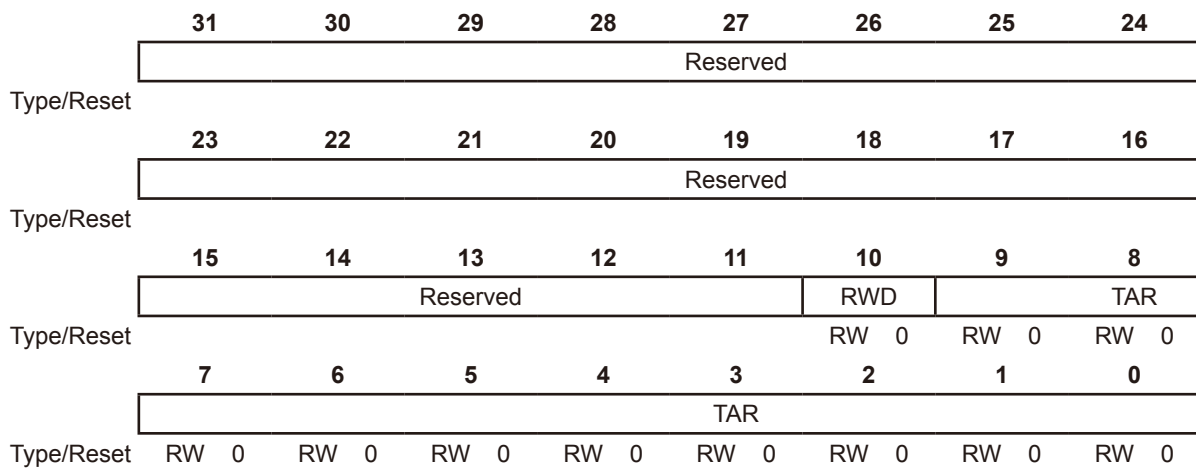 31 30 29 28 27 26 25 24
Reserved
Type/Reset
23 22 21 20 19 18 17 16
Reserved
Type/Reset
15 14 13 12 11 10 9 8
Reserved RWD TAR
Type/Reset RW 0 RW 0 RW 0
7 6 5 4 3 2 1 0
TAR
Type/Reset RW 0 RW 0 RW 0 RW 0 RW 0 RW 0 RW 0 RW 0